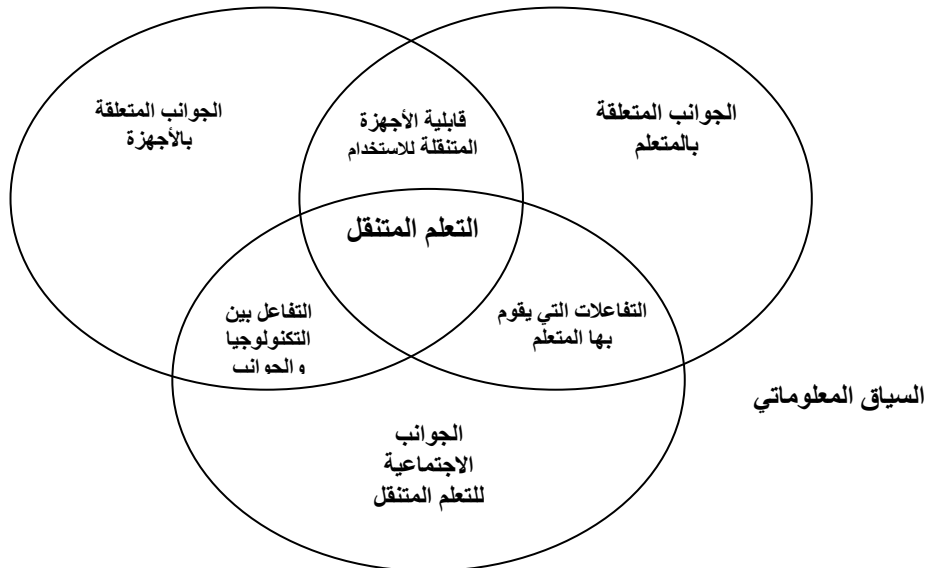 الجوانب المتعلقة
بالمتعلم
قابلية الأجهزة
المتنقلة للاستخدام
الجوانب المتعلقة
بالأجهزة
التعلم المتنقل
التفاعلات التي يقوم
بها المتعلم
التفاعل بين
التكنولوجيا
والجوانب
السياق المعلوماتي
الجوانب
الاجتماعية
للتعلم المتنقل